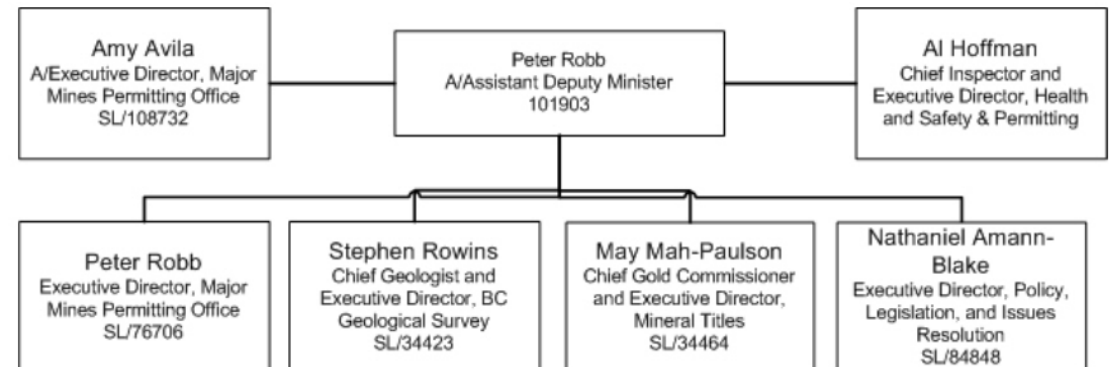 Amy Avila
A/Executive Director, Major
Mines Permitting Office
SL/108732
Peter Robb
A/Assistant Deputy Minister
101903
Al Hoffman
Chief Inspector and
Executive Director, Health
and Safety & Permitting
Peter Robb
Executive Director, Major
Mines Permitting Office
SL/76706
Stephen Rowins
Chief Geologist and
Executive Director, BC
Geological Survey
SL/34423
May Mah-Paulson
Chief Gold Commissioner
and Executive Director,
Mineral Titles
SL/34464
Nathaniel Amann-
Blake
Executive Director, Policy,
Legislation, and Issues
Resolution
SL/84848